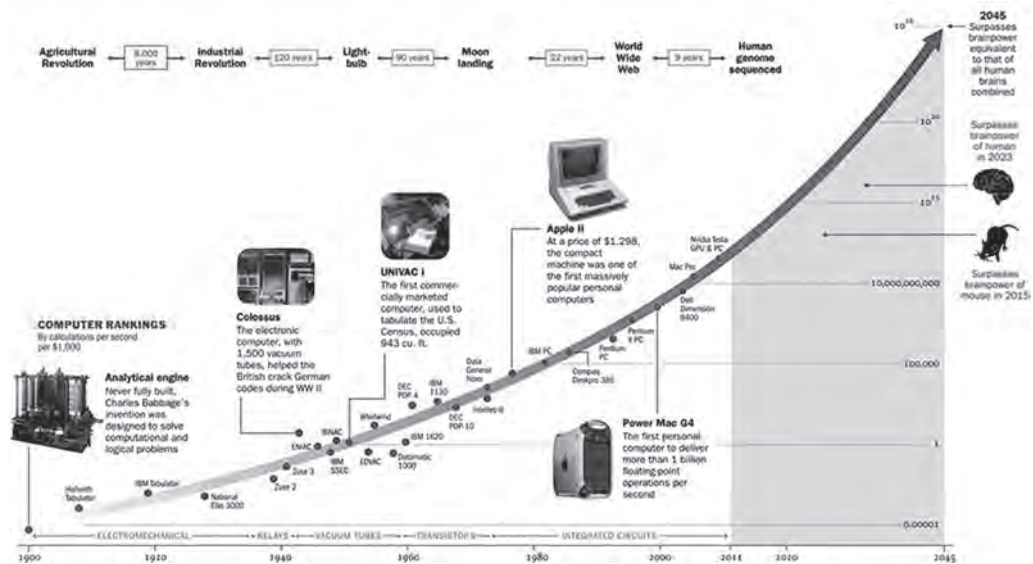 Agricultural
Revolution
8,000
years
Industrial
Revolution
120 years
Light-
bulb
90 years
Moon
landing
22 years
World
Wide
Web
9 years
Human
genome
sequenced
2045
Surpasses
brainpower
equivalent
to that of
all human
brains
combined
10²⁰
Surpasses
brainpower
of human
in 2023
10¹⁵
Surpasses
brainpower of
mouse in 2015
10,000,000,000
100,000
1
0.00001
COMPUTER RANKINGS
By calculations per second
per $1,000
Analytical engine
Never fully built,
Charles Babbage's
invention was
designed to solve
computational and
logical problems
Colossus
The electronic
computer, with
1,500 vacuum
tubes, helped the
British crack German
codes during WW II
UNIVAC I
The first commer-
cially marketed
computer, used to
tabulate the U.S.
Census, occupied
943 cu. ft.
Apple II
At a price of $1,298,
the compact
machine was one of
the first massively
popular personal
computers
Power Mac G4
The first personal
computer to deliver
more than 1 billion
floating-point
operations per
second
Hollerith
Tabulator
IBM Tabulator
National
Ellis 3000
Zuse 2
Zuse 3
ENIAC
BINAC
IBM
SSEC
Whirlwind
EDVAC
DEC
PDP-4
IBM
1130
IBM 1620
Datamatic
1000
DEC
PDP-10
Data
General
Nova
Intellec-8
IBM PC
Compaq
Deskpro 386
Pentium
PC
Pentium
II PC
Mac Pro
Dell
Dimension
8400
Nvidia Tesla
GPU & PC
ELECTROMECHANICAL
RELAYS
VACUUM TUBES
TRANSISTORS
INTEGRATED CIRCUITS
1900
1920
1940
1960
1980
2000
2011
2020
2045